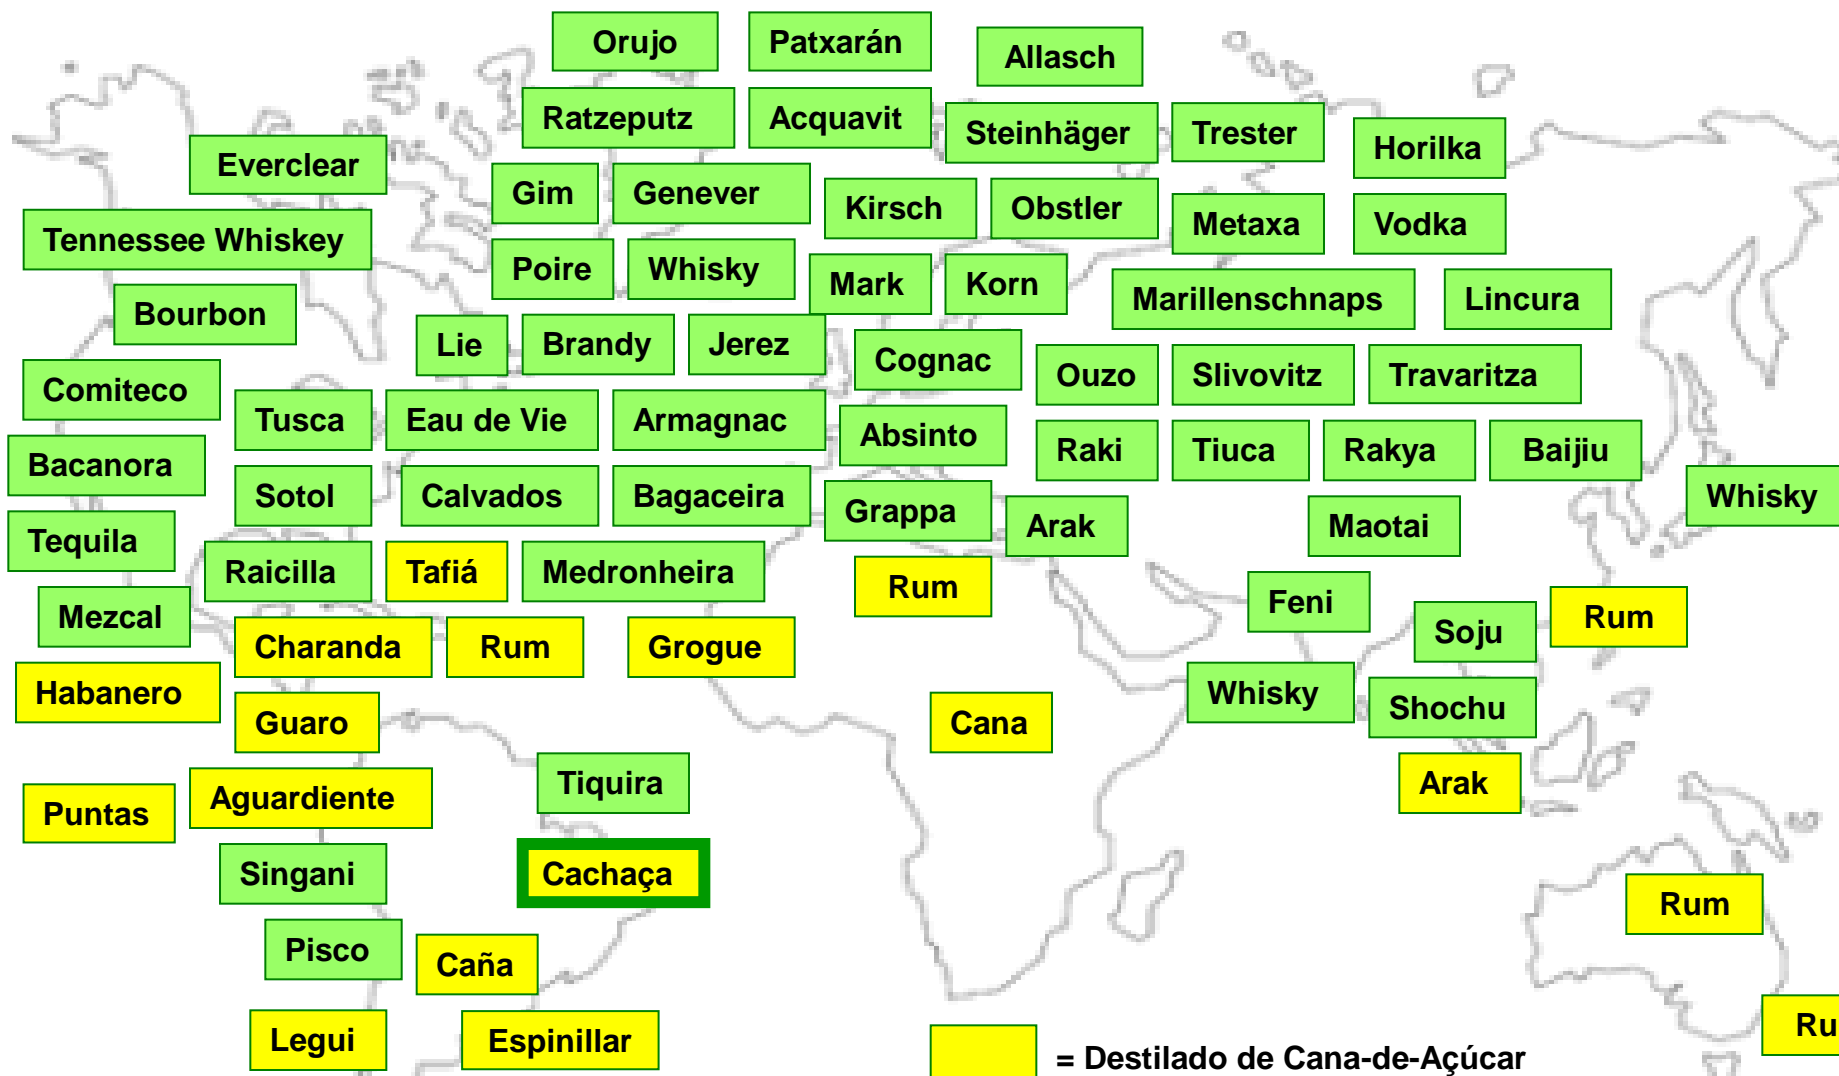 Orujo
Patxarán
Allasch
Ratzeputz
Acquavit
Steinhäger
Trester
Horilka
Everclear
Gim
Genever
Kirsch
Obstler
Metaxa
Vodka
Tennessee Whiskey
Poire
Whisky
Mark
Korn
Marillenschnaps
Lincura
Bourbon
Lie
Brandy
Jerez
Cognac
Ouzo
Slivovitz
Travaritza
Comiteco
Tusca
Eau de Vie
Armagnac
Absinto
Raki
Tiuca
Rakya
Baijiu
Bacanora
Sotol
Calvados
Bagaceira
Grappa
Arak
Maotai
Whisky
Tequila
Raicilla
Tafiá
Medronheira
Rum
Feni
Soju
Rum
Mezcal
Charanda
Rum
Grogue
Habanero
Guaro
Cana
Whisky
Shochu
Puntas
Aguardiente
Tiquira
Arak
Singani
Cachaça
Rum
Pisco
Caña
Legui
Espinillar
Ru
= Destilado de Cana-de-Açúcar